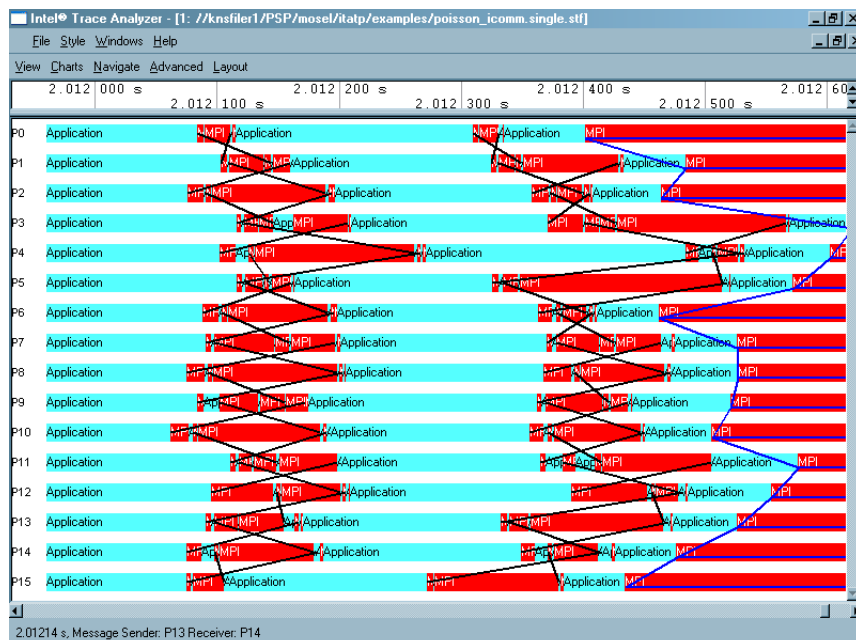 Intel® Trace Analyzer - [1: //knsfiler1/PSP/mosel/itatp/examples/poisson_icomm.single.stf]
File Style Windows Help
View Charts Navigate Advanced Layout
2.012 000 s 2.012 200 s 2.012 400 s 2.012 60
2.012 100 s 2.012 300 s 2.012 500 s
P0 Application MPI Application MPI Application MPI
P1 Application MPI Application MPI Application MPI
P2 Application MPI Application MPI Application MPI
P3 Application App MPI Application MPI MPI Application
P4 Application MPI Application Application
P5 Application Application Application MPI
P6 Application MPI Application MPI Application MPI
P7 Application MPI Application MPI MPI Application MPI
P8 Application MPI Application MPI Application MPI
P9 Application MPI MPI Application MPI Application MPI
P10 Application MPI Application MPI Application MPI
P11 Application MPI Application MPI Application MPI
P12 Application MPI MPI Application MPI MPI Application MPI
P13 Application MPI Application MPI Application MPI
P14 Application MPI Application MPI Application MPI
P15 Application MPI Application MPI Application MPI
2.01214 s, Message Sender: P13 Receiver: P14